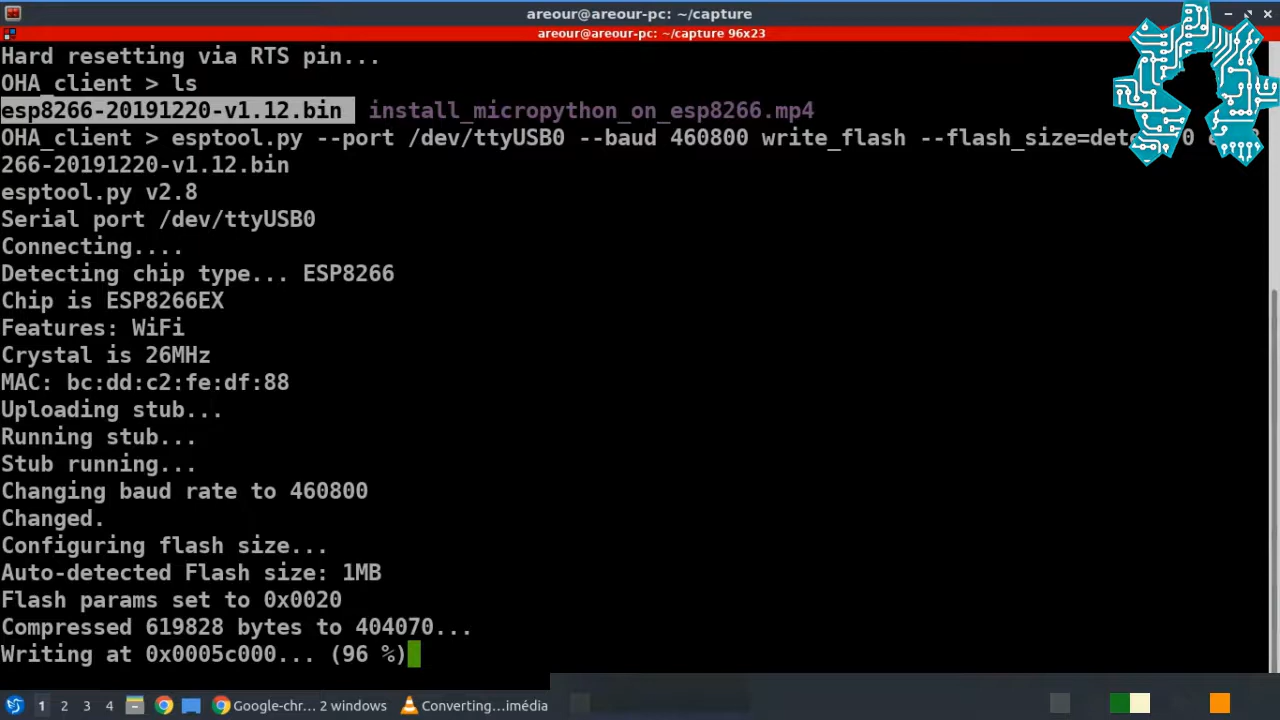 areour@areour-pc: ~/capture
areour@areour-pc: ~/capture 96x23
Hard resetting via RTS pin...
OHA_client > ls
esp8266-20191220-v1.12.bin install_micropython_on_esp8266.mp4
OHA_client > esptool.py --port /dev/ttyUSB0 --baud 460800 write_flash 0
266-20191220-v1.12.bin
esptool.py v2.8
Serial port /dev/ttyUSB0
Connecting....
Detecting chip type... ESP8266
Chip is ESP8266EX
Features: WiFi
Crystal is 26MHz
MAC: bc:dd:c2:fe:df:88
Uploading stub...
Running stub...
Stub running...
Changing baud rate to 460800
Changed.
Configuring flash size...
Auto-detected Flash size: 1MB
Flash params set to 0x0020
Compressed 619828 bytes to 404070...
Writing at 0x0005c000... (96 %)
1 2 3 4 Google-chr... 2 windows Converting...imédia